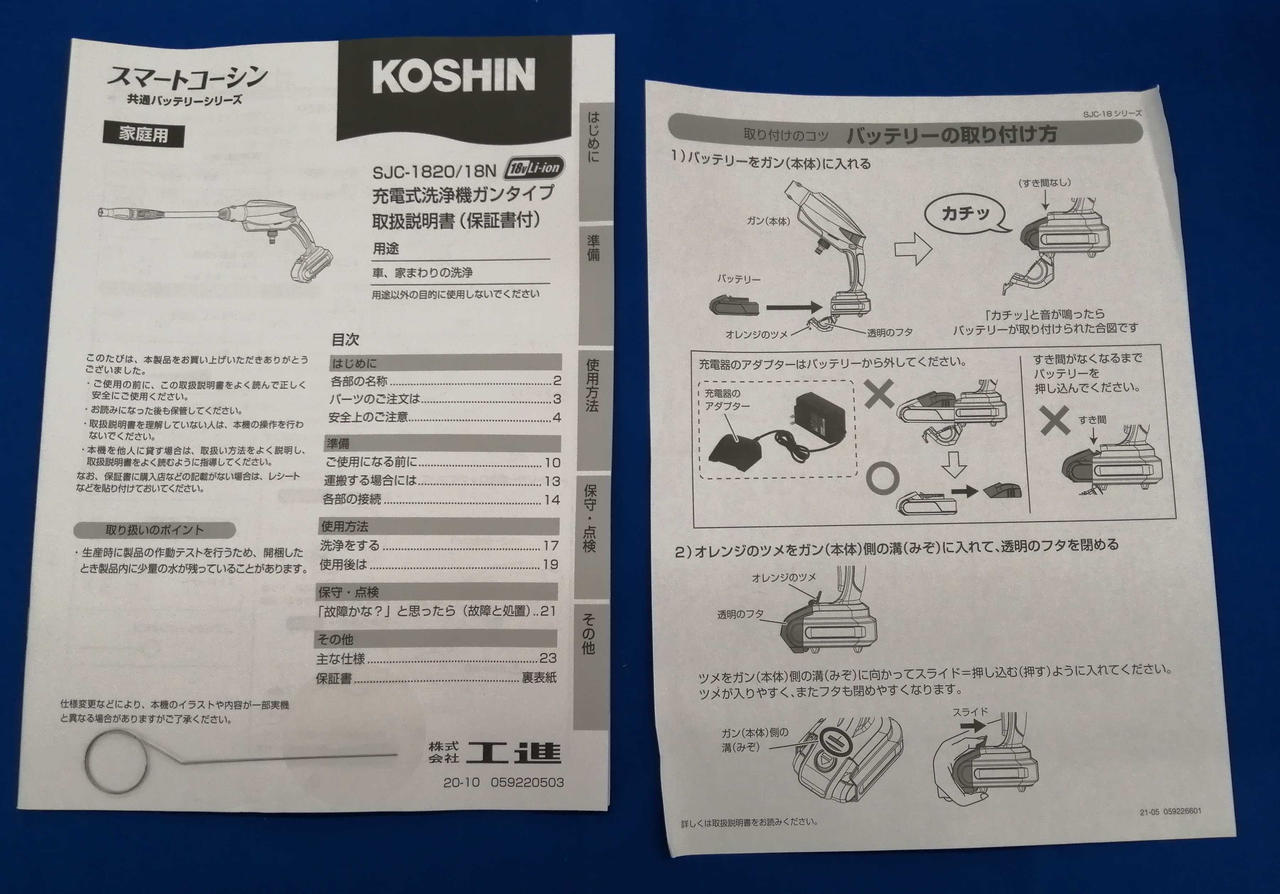 スマートコーシン
共通バッテリーシリーズ
家庭用
KOSHIN
SJC-1820/18N 18V Li-ion
充電式洗浄機ガンタイプ
取扱説明書(保証書付)
用途
車、家まわりの洗浄
用途以外の目的に使用しないでください
このたびは、本製品をお買い上げいただきありがとう
ございました。
・ご使用の前に、この取扱説明書をよく読んで正しく
安全にご使用ください。
・お読みになった後も保管してください。
・取扱説明書を理解していない人は、本機の操作を行わ
ないでください。
・本機を他人に貸す場合は、取扱い方法をよく説明し、
取扱説明書をよく読むように指導してください。
なお、保証書に購入店などの記載がない場合は、レシート
などを貼り付けておいてください。
取り扱いのポイント
・生産時に製品の作動テストを行うため、開梱した
とき製品内に少量の水が残っていることがあります。
目次
はじめに
各部の名称 2
パーツのご注文は 3
安全上のご注意 4
準備
ご使用になる前に 10
運搬する場合には 13
各部の接続 14
使用方法
洗浄をする 17
使用後は 19
保守・点検
「故障かな？」と思ったら(故障と処置)..21
その他
主な仕様 23
保証書 裏表紙
仕様変更などにより、本機のイラストや内容が一部実機
と異なる場合がありますがご了承ください。
株式会社 工進
20-10 059220503
はじめに
準備
使用方法
保守・点検
その他
SJC-18シリーズ
取り付けのコツ バッテリーの取り付け方
1)バッテリーをガン(本体)に入れる
ガン(本体)
バッテリー
オレンジのツメ
透明のフタ
カチッ
(すき間なし)
「カチッ」と音が鳴ったら
バッテリーが取り付けられた合図です
充電器のアダプターはバッテリーから外してください。
充電器の
アダプター
すき間がなくなるまで
バッテリーを
押し込んでください。
すき間
2)オレンジのツメをガン(本体)側の溝(みぞ)に入れて、透明のフタを閉める
オレンジのツメ
透明のフタ
ツメをガン(本体)側の溝(みぞ)に向かってスライド=押し込む(押す)ように入れてください。
ツメが入りやすく、またフタも閉めやすくなります。
ガン(本体)側の
溝(みぞ)
スライド
詳しくは取扱説明書をお読みください。
21-05 059226601